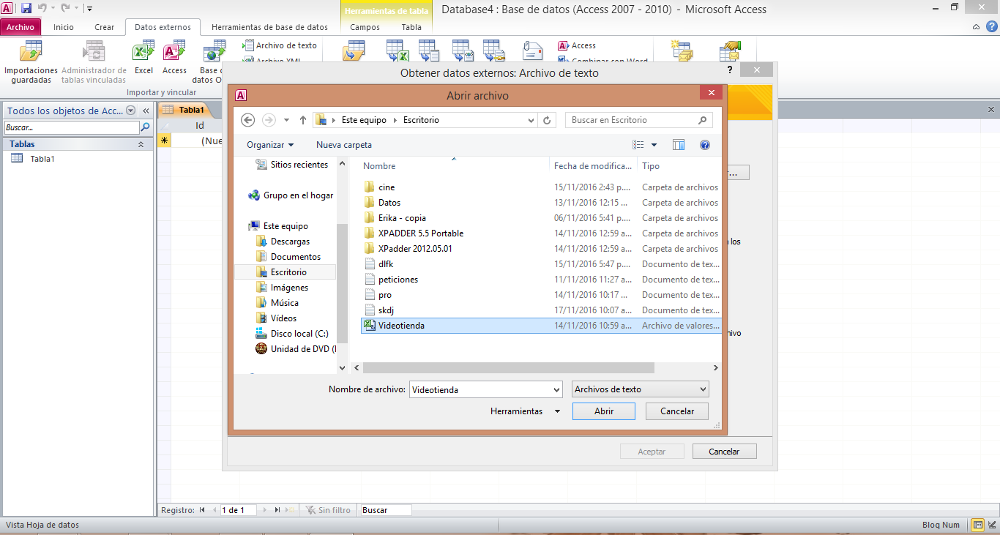 Herramientas de tabla
Database4 : Base de datos (Access 2007 - 2010) - Microsoft Access
Archivo
Inicio
Crear
Datos externos
Herramientas de base de datos
Campos
Tabla
Importaciones guardadas
Administrador de tablas vinculadas
Excel
Access
Base
datos
Archivo de texto
Archivo XML
Access
Combinar con Word
Importar y vincular
Obtener datos externos: Archivo de texto
?
Abrir archivo
Todos los objetos de Acc...
Buscar...
Tablas
Tabla1
Tabla1
Id
(Nue
Este equipo
Escritorio
Buscar en Escritorio
Organizar
Nueva carpeta
Sitios recientes
Grupo en el hogar
Este equipo
Descargas
Documentos
Escritorio
Imágenes
Música
Vídeos
Disco local (C:)
Unidad de DVD (
Nombre
Fecha de modifica...
Tipo
cine
15/11/2016 2:43 p....
Carpeta de archivos
Datos
13/11/2016 12:15 ...
Carpeta de archivos
Erika - copia
06/11/2016 5:41 p....
Carpeta de archivos
XPADDER 5.5 Portable
14/11/2016 12:59 a...
Carpeta de archivos
XPadder 2012.05.01
14/11/2016 12:59 a...
Carpeta de archivos
dlfk
15/11/2016 5:47 p....
Documento de tex...
peticiones
11/11/2016 11:27 a...
Documento de tex...
pro
14/11/2016 10:17 ...
Documento de tex...
skdj
17/11/2016 10:07 a...
Documento de tex...
Videotienda
14/11/2016 10:59 a...
Archivo de valores...
los
Nombre de archivo:
Videotienda
Archivos de texto
Herramientas
Abrir
Cancelar
Aceptar
Cancelar
Registro:
1 de 1
Sin filtro
Buscar
Vista Hoja de datos
Bloq Num